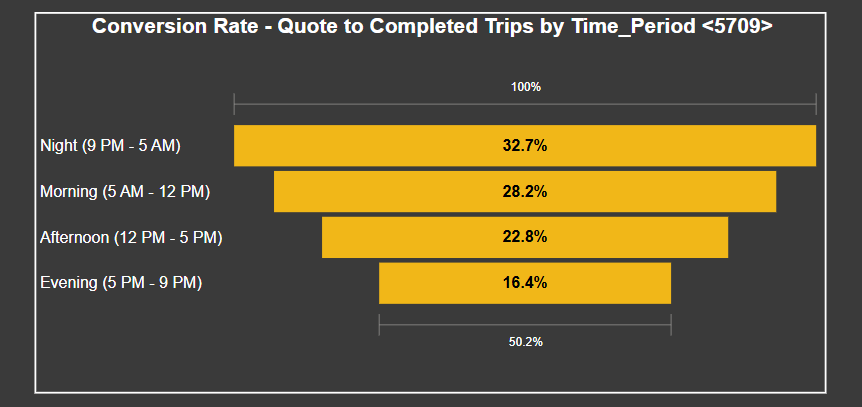 Conversion Rate - Quote to Completed Trips by Time_Period <5709>
100%
Night (9 PM - 5 AM) 32.7%
Morning (5 AM - 12 PM) 28.2%
Afternoon (12 PM - 5 PM) 22.8%
Evening (5 PM - 9 PM) 16.4%
50.2%